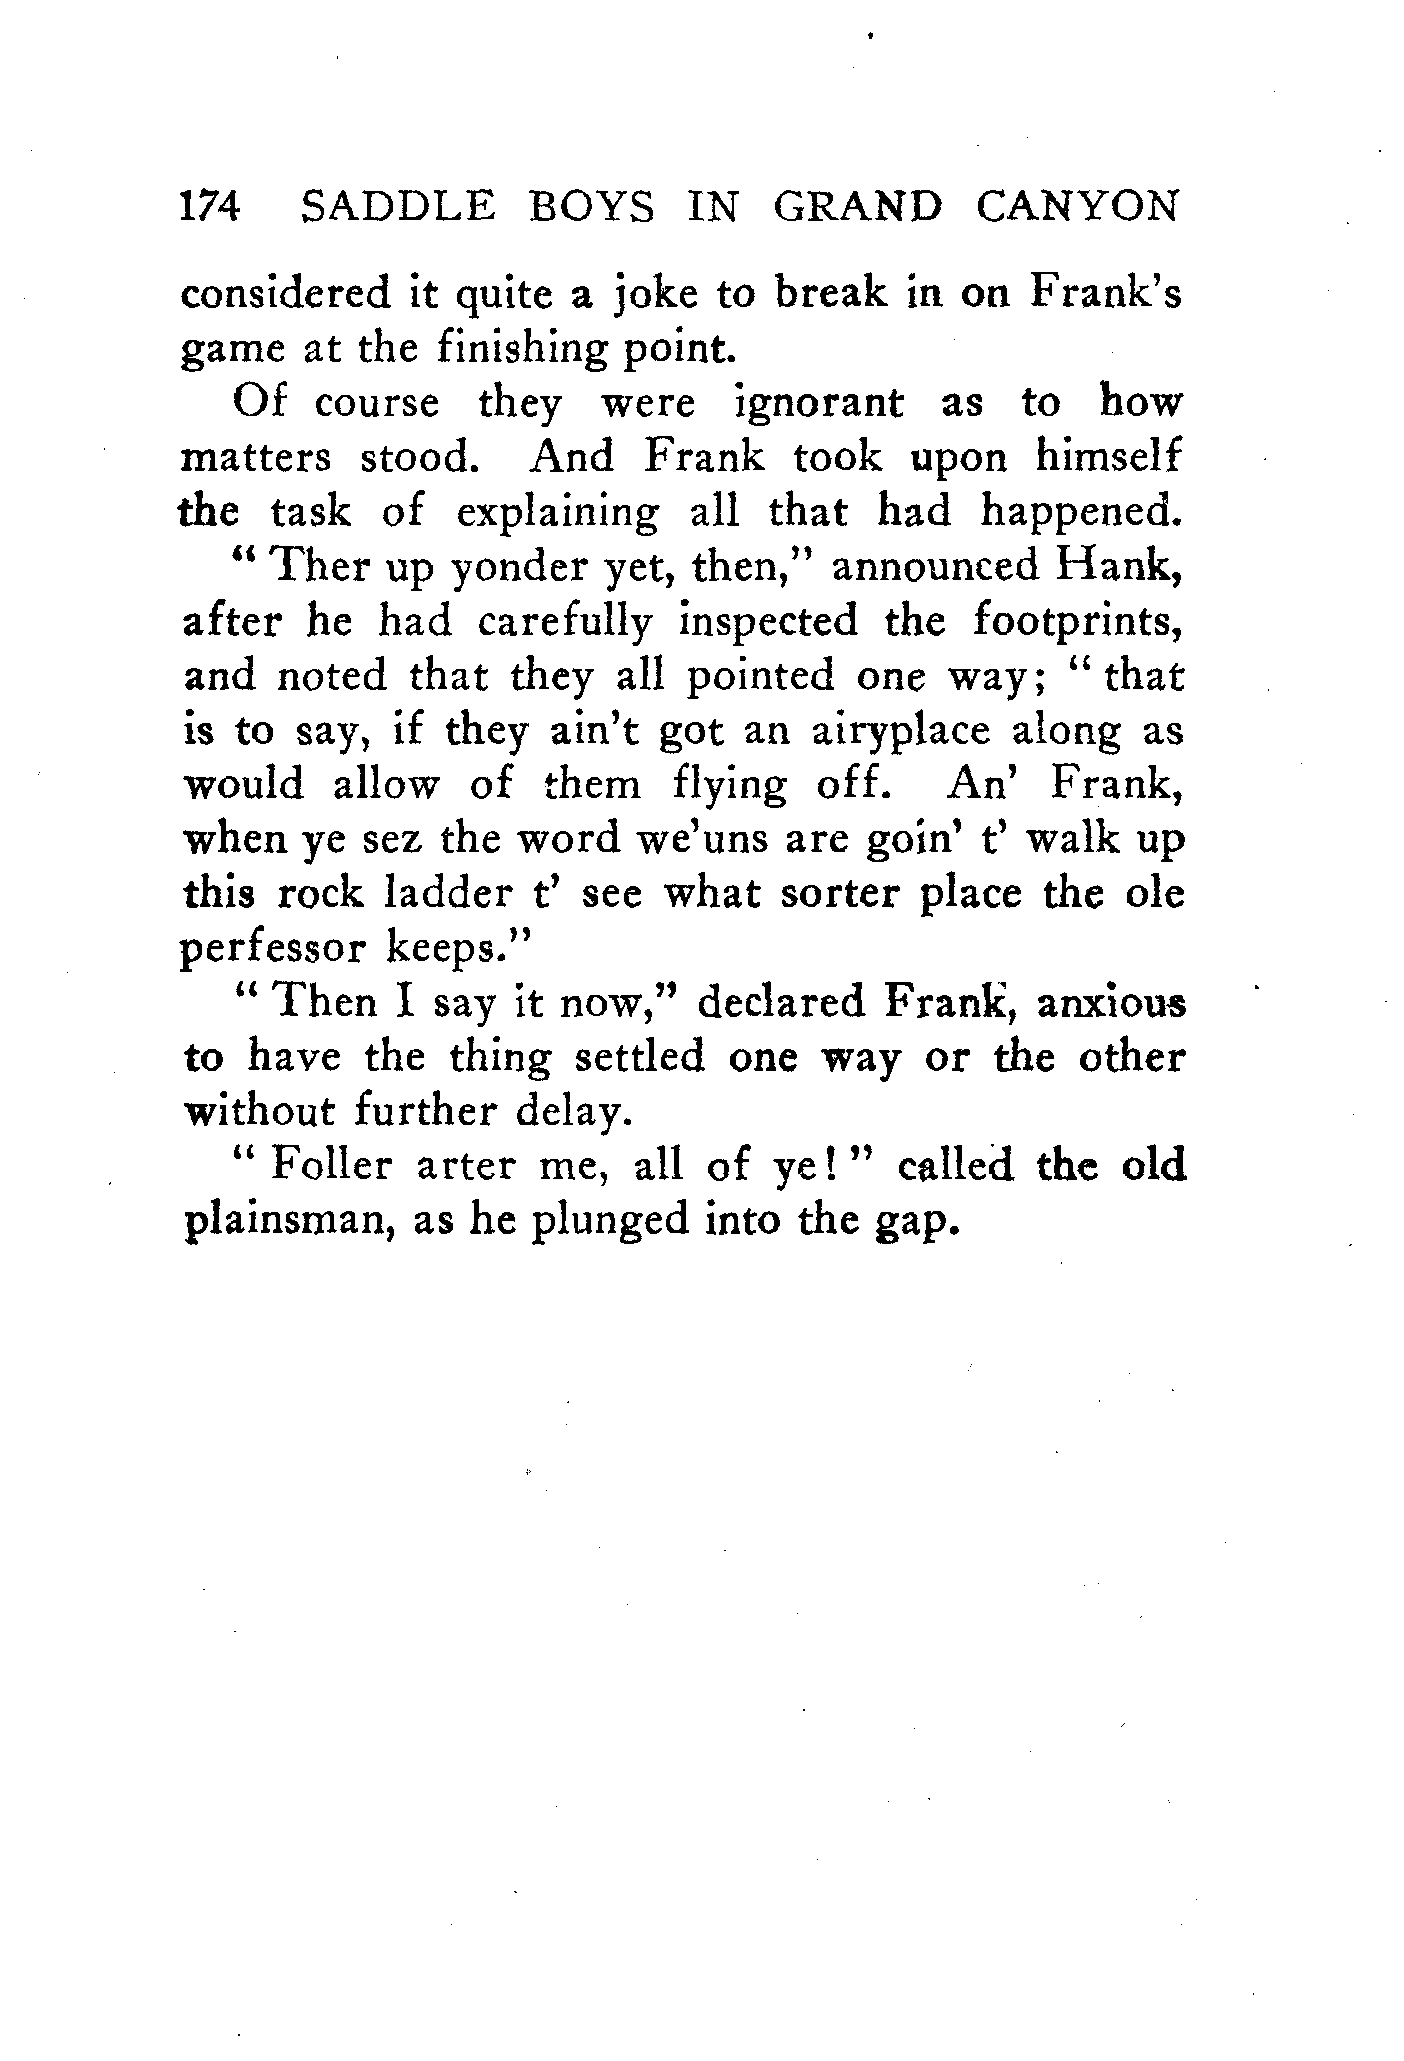 174 SADDLE BOYS IN GRAND CANYON
considered it quite a joke to break in on Frank's
game at the finishing point.
Of course they were ignorant as to how
matters stood. And Frank took upon himself
the task of explaining all that had happened.
" Ther up yonder yet, then," announced Hank,
after he had carefully inspected the footprints,
and noted that they all pointed one way; " that
is to say, if they ain't got an airyplace along as
would allow of them flying off. An' Frank,
when ye sez the word we'uns are goin' t' walk up
this rock ladder t' see what sorter place the ole
perfessor keeps."
" Then I say it now," declared Frank, anxious
to have the thing settled one way or the other
without further delay.
" Foller arter me, all of ye! " called the old
plainsman, as he plunged into the gap.